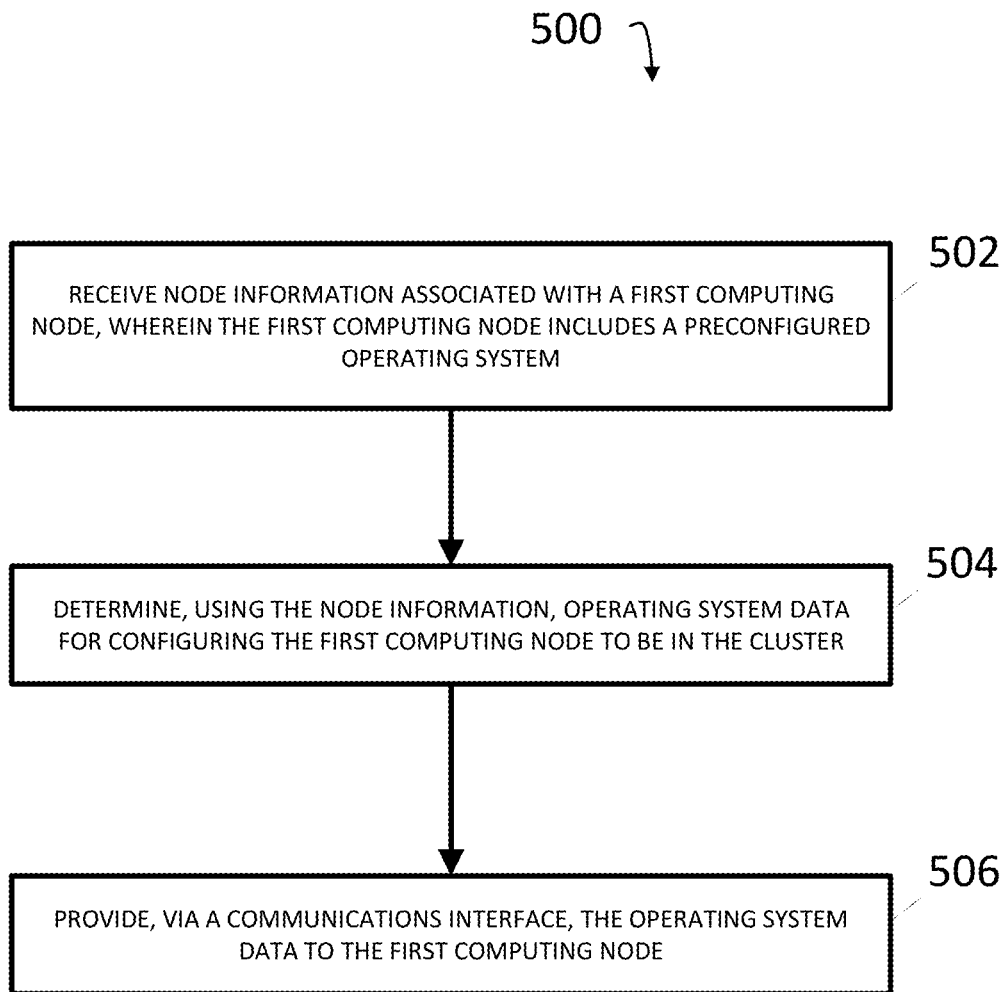 500
502
RECEIVE NODE INFORMATION ASSOCIATED WITH A FIRST COMPUTING
NODE, WHEREIN THE FIRST COMPUTING NODE INCLUDES A PRECONFIGURED
OPERATING SYSTEM
504
DETERMINE, USING THE NODE INFORMATION, OPERATING SYSTEM DATA
FOR CONFIGURING THE FIRST COMPUTING NODE TO BE IN THE CLUSTER
506
PROVIDE, VIA A COMMUNICATIONS INTERFACE, THE OPERATING SYSTEM
DATA TO THE FIRST COMPUTING NODE